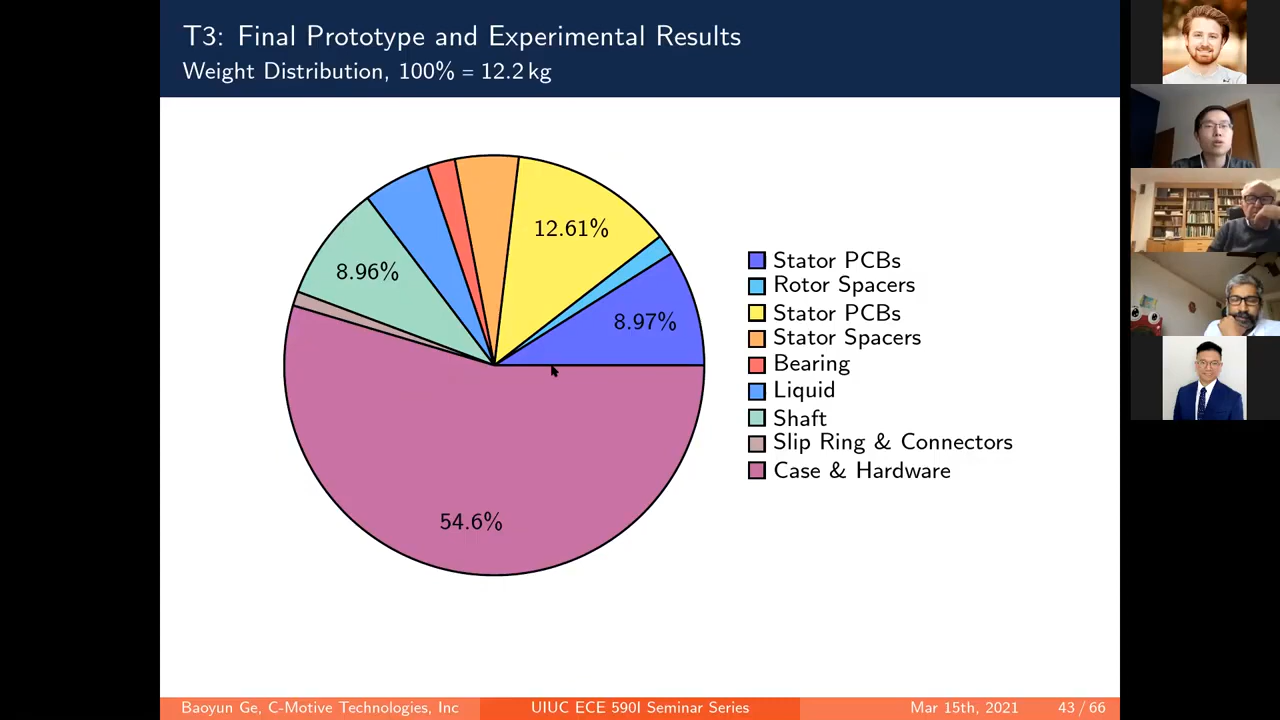 T3: Final Prototype and Experimental Results
Weight Distribution, 100% = 12.2 kg
12.61%
8.96%
8.97%
54.6%
Stator PCBs
Rotor Spacers
Stator PCBs
Stator Spacers
Bearing
Liquid
Shaft
Slip Ring & Connectors
Case & Hardware
Baoyun Ge, C-Motive Technologies, Inc
UIUC ECE 590I Seminar Series
Mar 15th, 2021
43 / 66